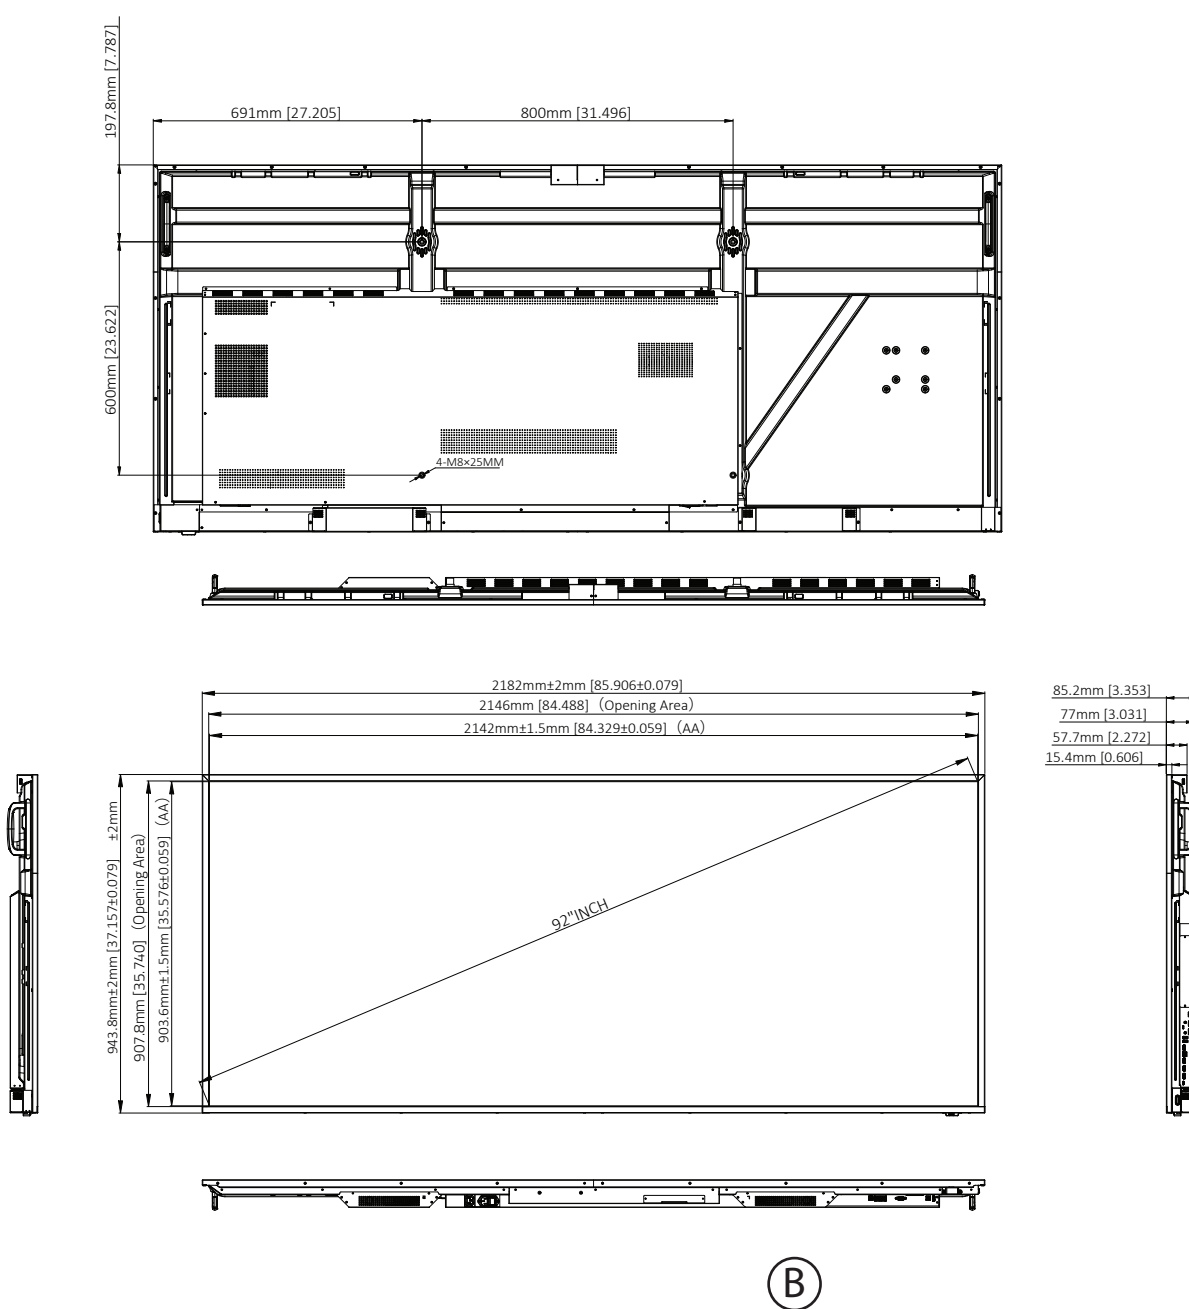 197.8mm [7.787]
691mm [27.205]
800mm [31.496]
600mm [23.622]
4-M8×25MM
2182mm±2mm [85.906±0.079]
2146mm [84.488]（Opening Area）
2142mm±1.5mm [84.329±0.059]（AA）
85.2mm [3.353]
77mm [3.031]
57.7mm [2.272]
15.4mm [0.606]
943.8mm±2mm [37.157±0.079] ±2mm
907.8mm [35.740]（Opening Area）
903.6mm±1.5mm [35.576±0.059]（AA）
92"INCH
B